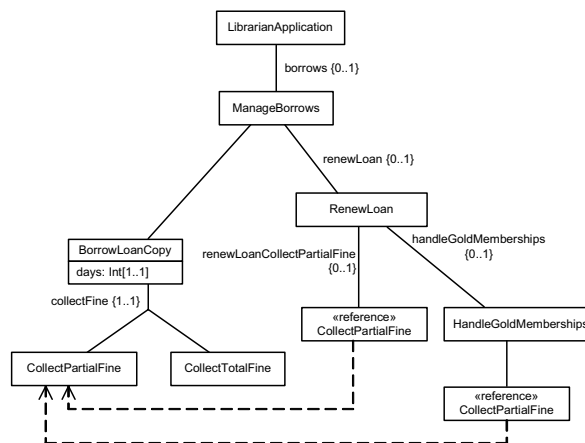 LibrarianApplication
borrows {0..1}
ManageBorrows
renewLoan {0..1}
RenewLoan
BorrowLoanCopy
days: Int[1..1]
renewLoanCollectPartialFine
{0..1}
handleGoldMemberships
{0..1}
collectFine {1..1}
«reference»
CollectPartialFine
HandleGoldMemberships
CollectPartialFine
CollectTotalFine
«reference»
CollectPartialFine